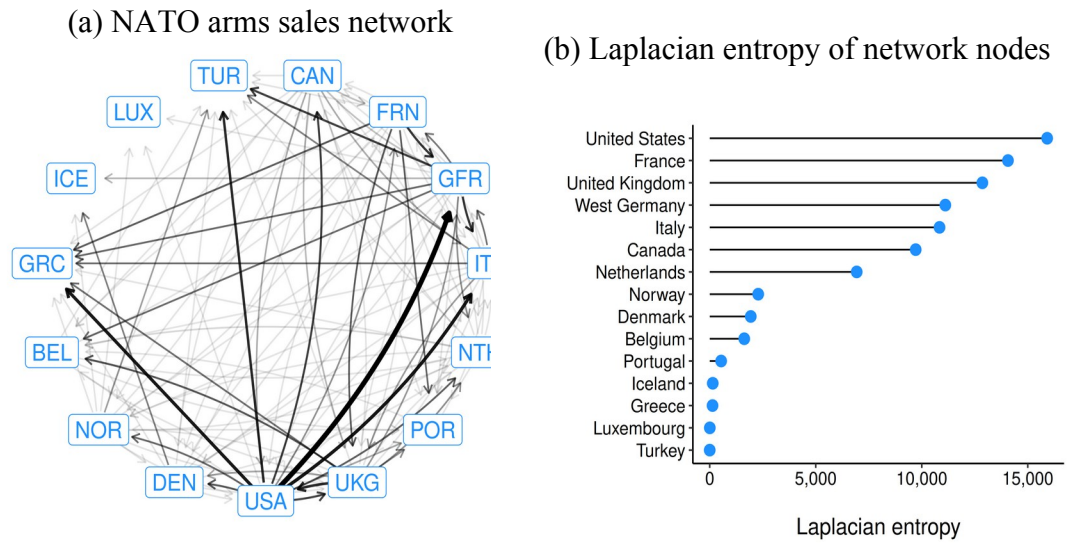 (a) NATO arms sales network
TUR
CAN
LUX
FRN
ICE
GFR
GRC
IT
BEL
NTH
NOR
POR
DEN
UKG
USA
(b) Laplacian entropy of network nodes
United States
France
United Kingdom
West Germany
Italy
Canada
Netherlands
Norway
Denmark
Belgium
Portugal
Iceland
Greece
Luxembourg
Turkey
0 5,000 10,000 15,000
Laplacian entropy